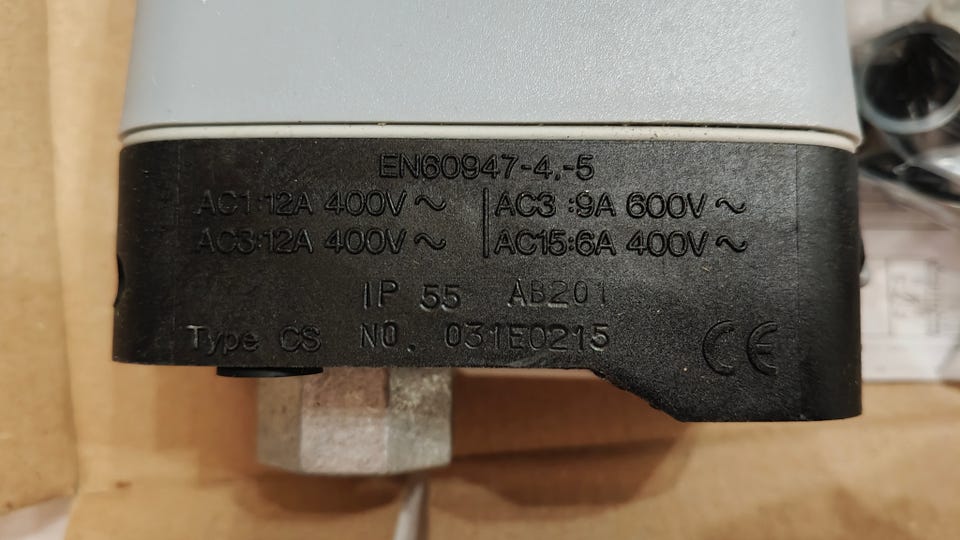 EN60947-4,-5
AC1:12A 400V ~ | AC3 :9A 600V ~
AC3:12A 400V ~ | AC15:6A 400V ~
IP 55 AB201
Type CS NO. 031E0215 CE